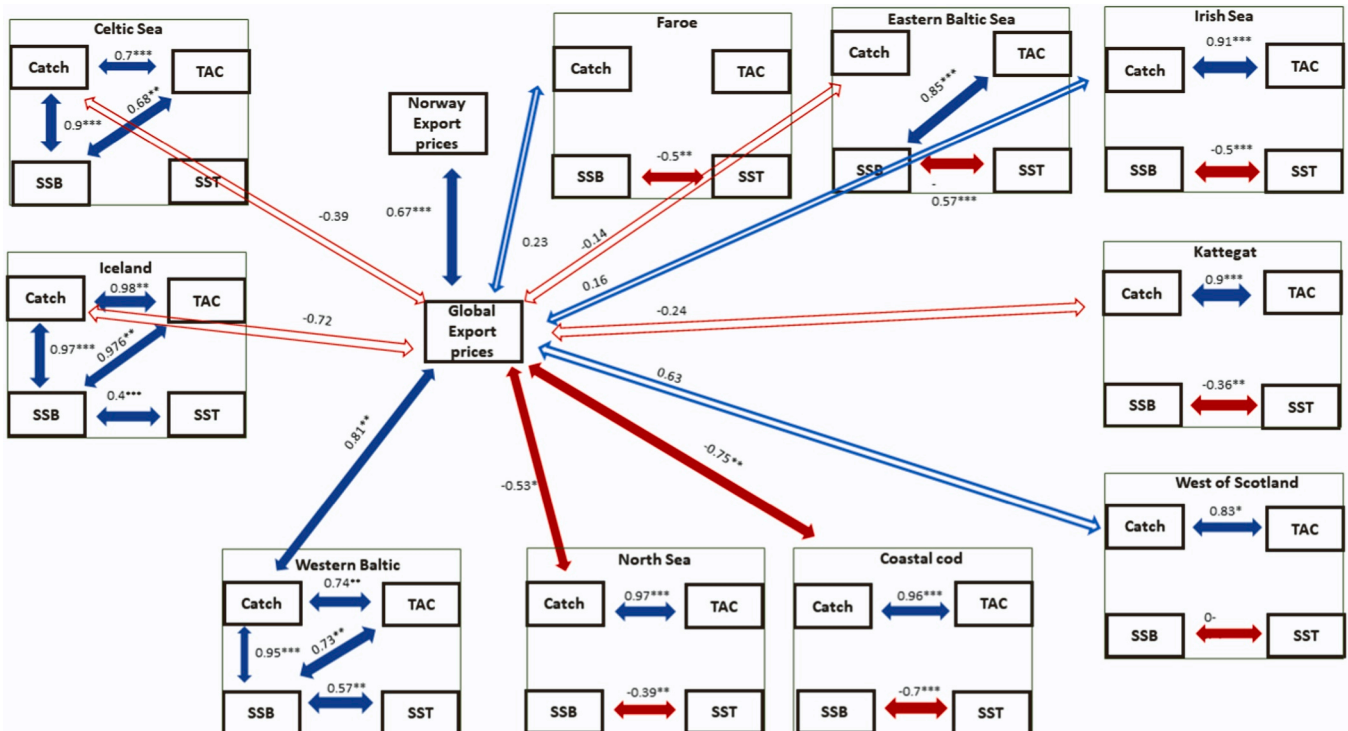 Celtic Sea
Catch
0.7***
TAC
0.9***
0.68**
SSB
SST
-0.39
Norway
Export
prices
0.67***
Faroe
Catch
TAC
SSB
-0.5**
SST
0.23
Eastern Baltic Sea
Catch
TAC
0.85***
SSB
SST
-
0.57***
-0.14
Irish Sea
Catch
0.91***
TAC
SSB
-0.5***
SST
0.16
Iceland
Catch
0.98**
TAC
0.97***
0.976**
SSB
0.4***
SST
-0.72
Global
Export
prices
Kattegat
Catch
0.9***
TAC
SSB
-0.36**
SST
-0.24
0.63
0.81**
-0.53*
-0.75**
West of Scotland
Catch
0.83*
TAC
SSB
0-
SST
Western Baltic
Catch
0.74**
TAC
0.95***
0.73**
SSB
0.57**
SST
North Sea
Catch
0.97***
TAC
SSB
-0.39**
SST
Coastal cod
Catch
0.96***
TAC
SSB
-0.7***
SST